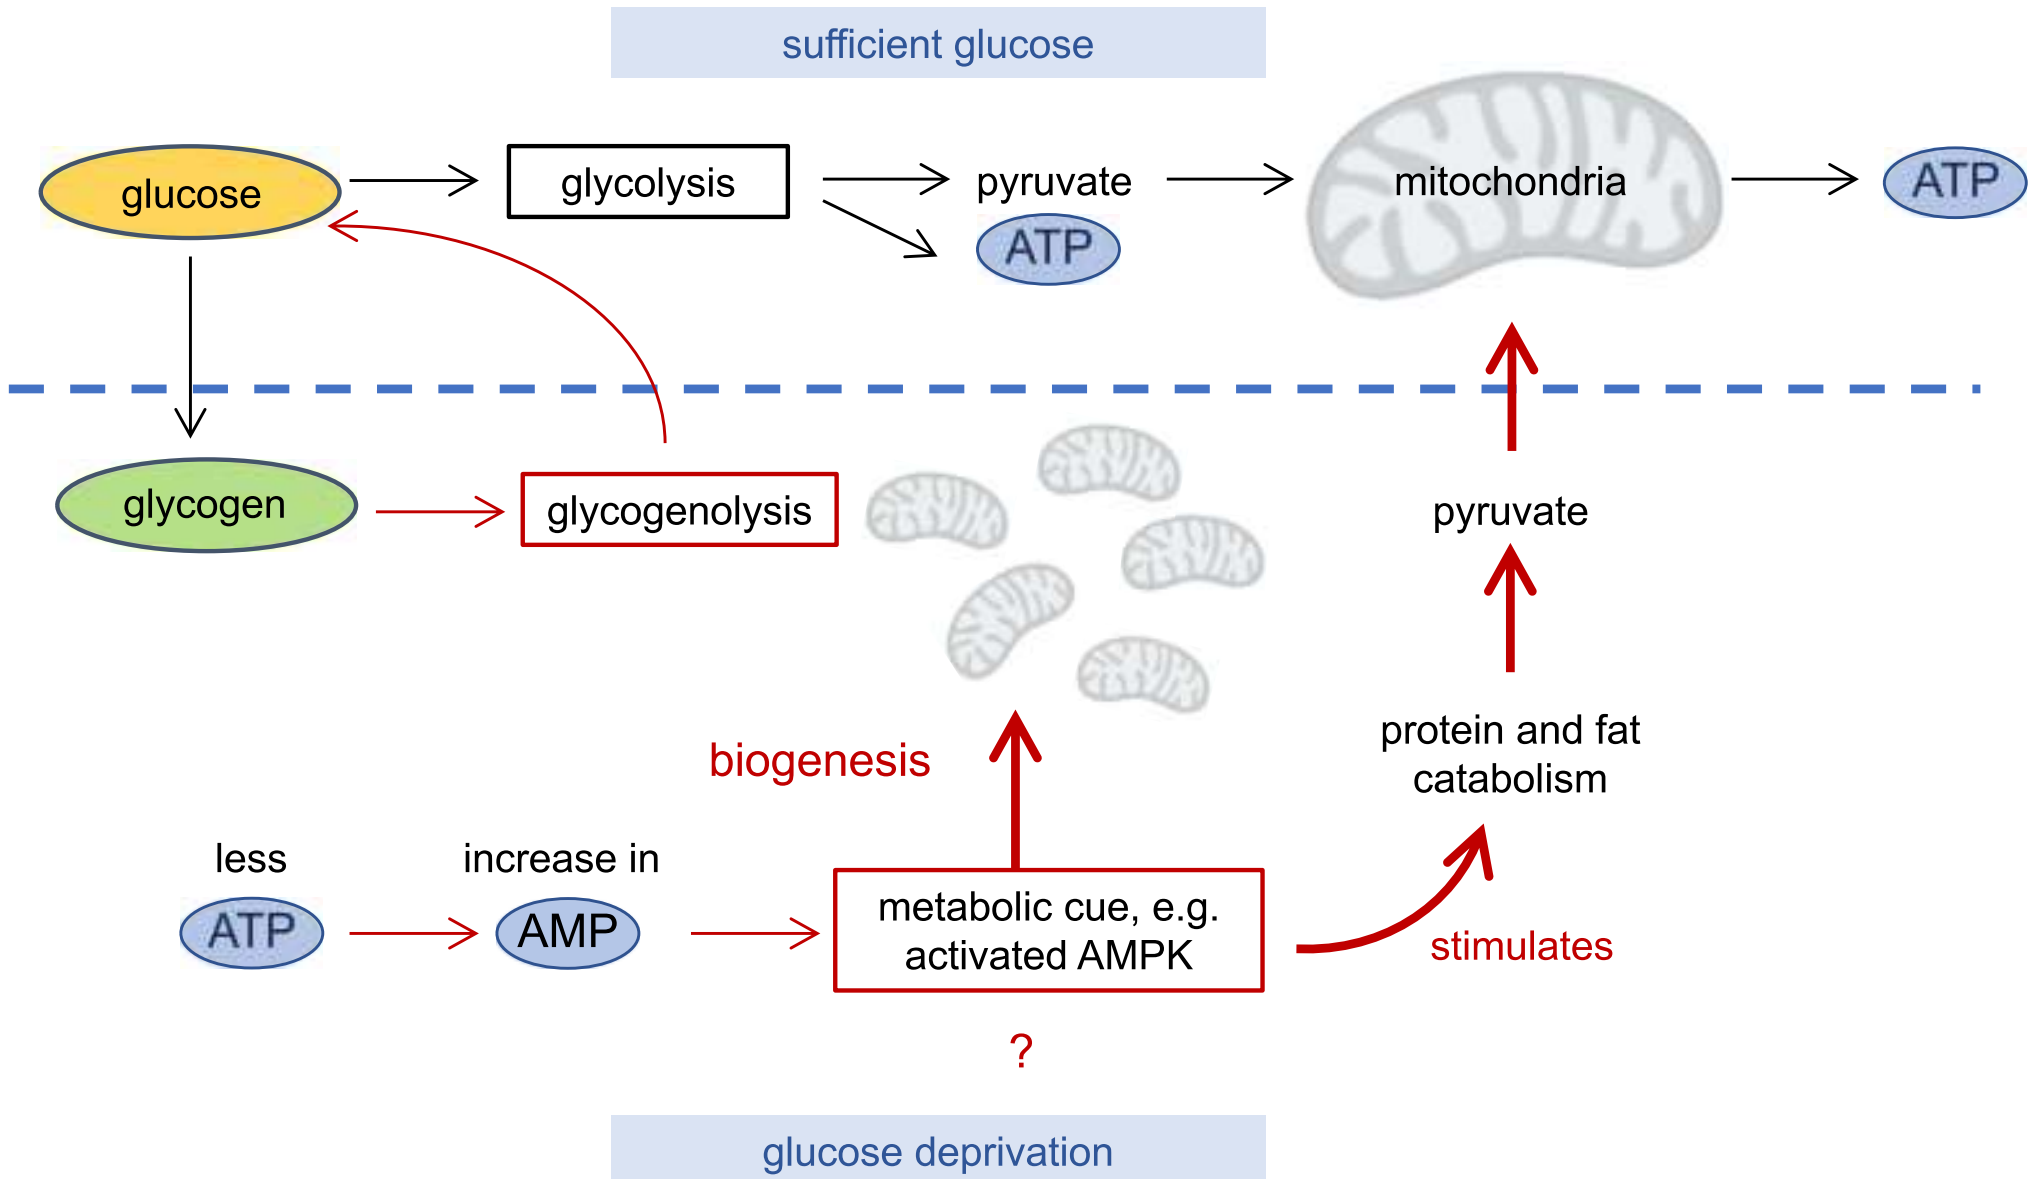 sufficient glucose
glucose
glycolysis
pyruvate
ATP
mitochondria
ATP
glycogen
glycogenolysis
pyruvate
biogenesis
protein and fat
catabolism
less
ATP
increase in
AMP
metabolic cue, e.g.
activated AMPK
stimulates
?
glucose deprivation